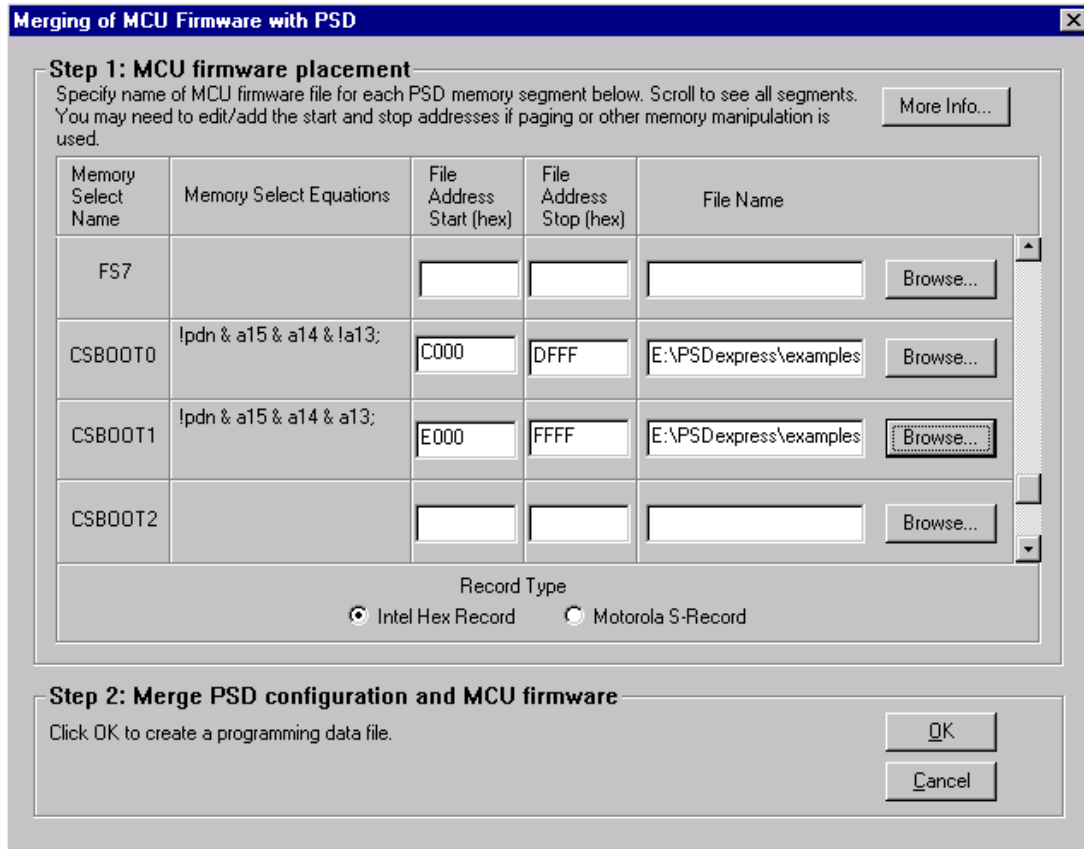 Merging of MCU Firmware with PSD
Step 1: MCU firmware placement
Specify name of MCU firmware file for each PSD memory segment below. Scroll to see all segments.
You may need to edit/add the start and stop addresses if paging or other memory manipulation is
used.
More Info...
Memory
Select
Name
Memory Select Equations
File
Address
Start (hex)
File
Address
Stop (hex)
File Name
FS7
Browse...
CSBOOT0
!pdn & a15 & a14 & !a13;
C000
DFFF
E:\PSDexpress\examples
Browse...
CSBOOT1
!pdn & a15 & a14 & a13;
E000
FFFF
E:\PSDexpress\examples
Browse...
CSBOOT2
Browse...
Record Type
Intel Hex Record
Motorola S-Record
Step 2: Merge PSD configuration and MCU firmware
Click OK to create a programming data file.
OK
Cancel